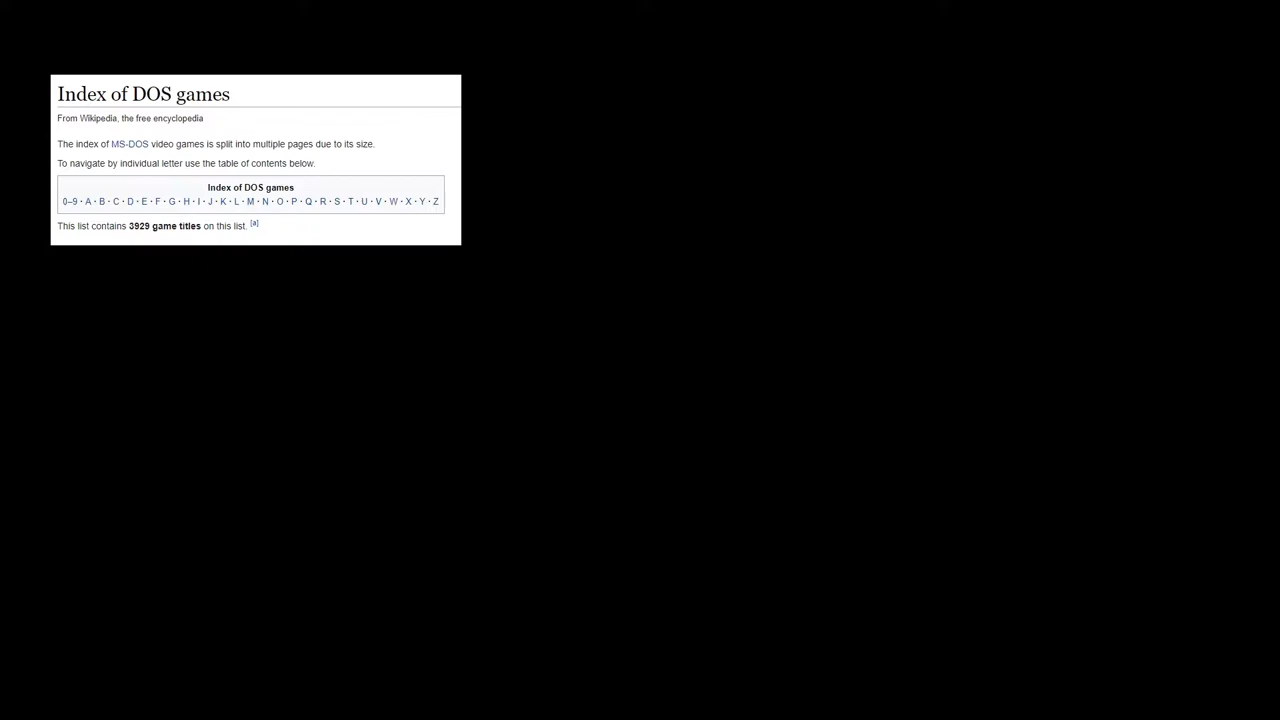 Index of DOS games
From Wikipedia, the free encyclopedia
The index of MS-DOS video games is split into multiple pages due to its size.
To navigate by individual letter use the table of contents below.
Index of DOS games
0–9 · A · B · C · D · E · F · G · H · I · J · K · L · M · N · O · P · Q · R · S · T · U · V · W · X · Y · Z
This list contains 3929 game titles on this list. [a]